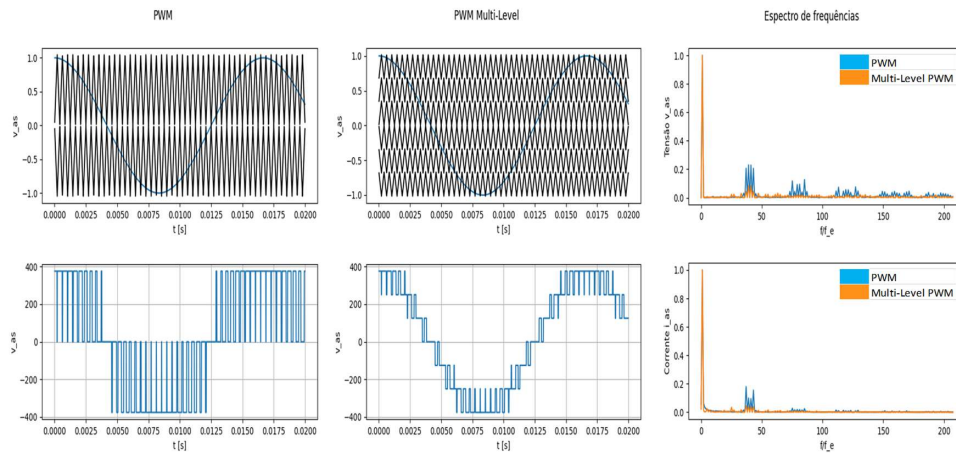 PWM
PWM Multi-Level
Espectro de frequências
1.0
0.5
0.0
-0.5
-1.0
v_as
0.0000 0.0025 0.0050 0.0075 0.0100 0.0125 0.0150 0.0175 0.0200
t [s]
1.0
0.5
0.0
-0.5
-1.0
v_as
0.0000 0.0025 0.0050 0.0075 0.0100 0.0125 0.0150 0.0175 0.0200
t [s]
PWM
Multi-Level PWM
1.0
0.8
0.6
0.4
0.2
0.0
Tensão v_as
0 50 100 150 200
f/f_e
400
200
0
−200
−400
v_as
0.0000 0.0025 0.0050 0.0075 0.0100 0.0125 0.0150 0.0175 0.0200
t [s]
400
200
0
−200
−400
v_as
0.0000 0.0025 0.0050 0.0075 0.0100 0.0125 0.0150 0.0175 0.0200
t [s]
PWM
Multi-Level PWM
1.0
0.8
0.6
0.4
0.2
0.0
Corrente i_as
0 50 100 150 200
f/f_e